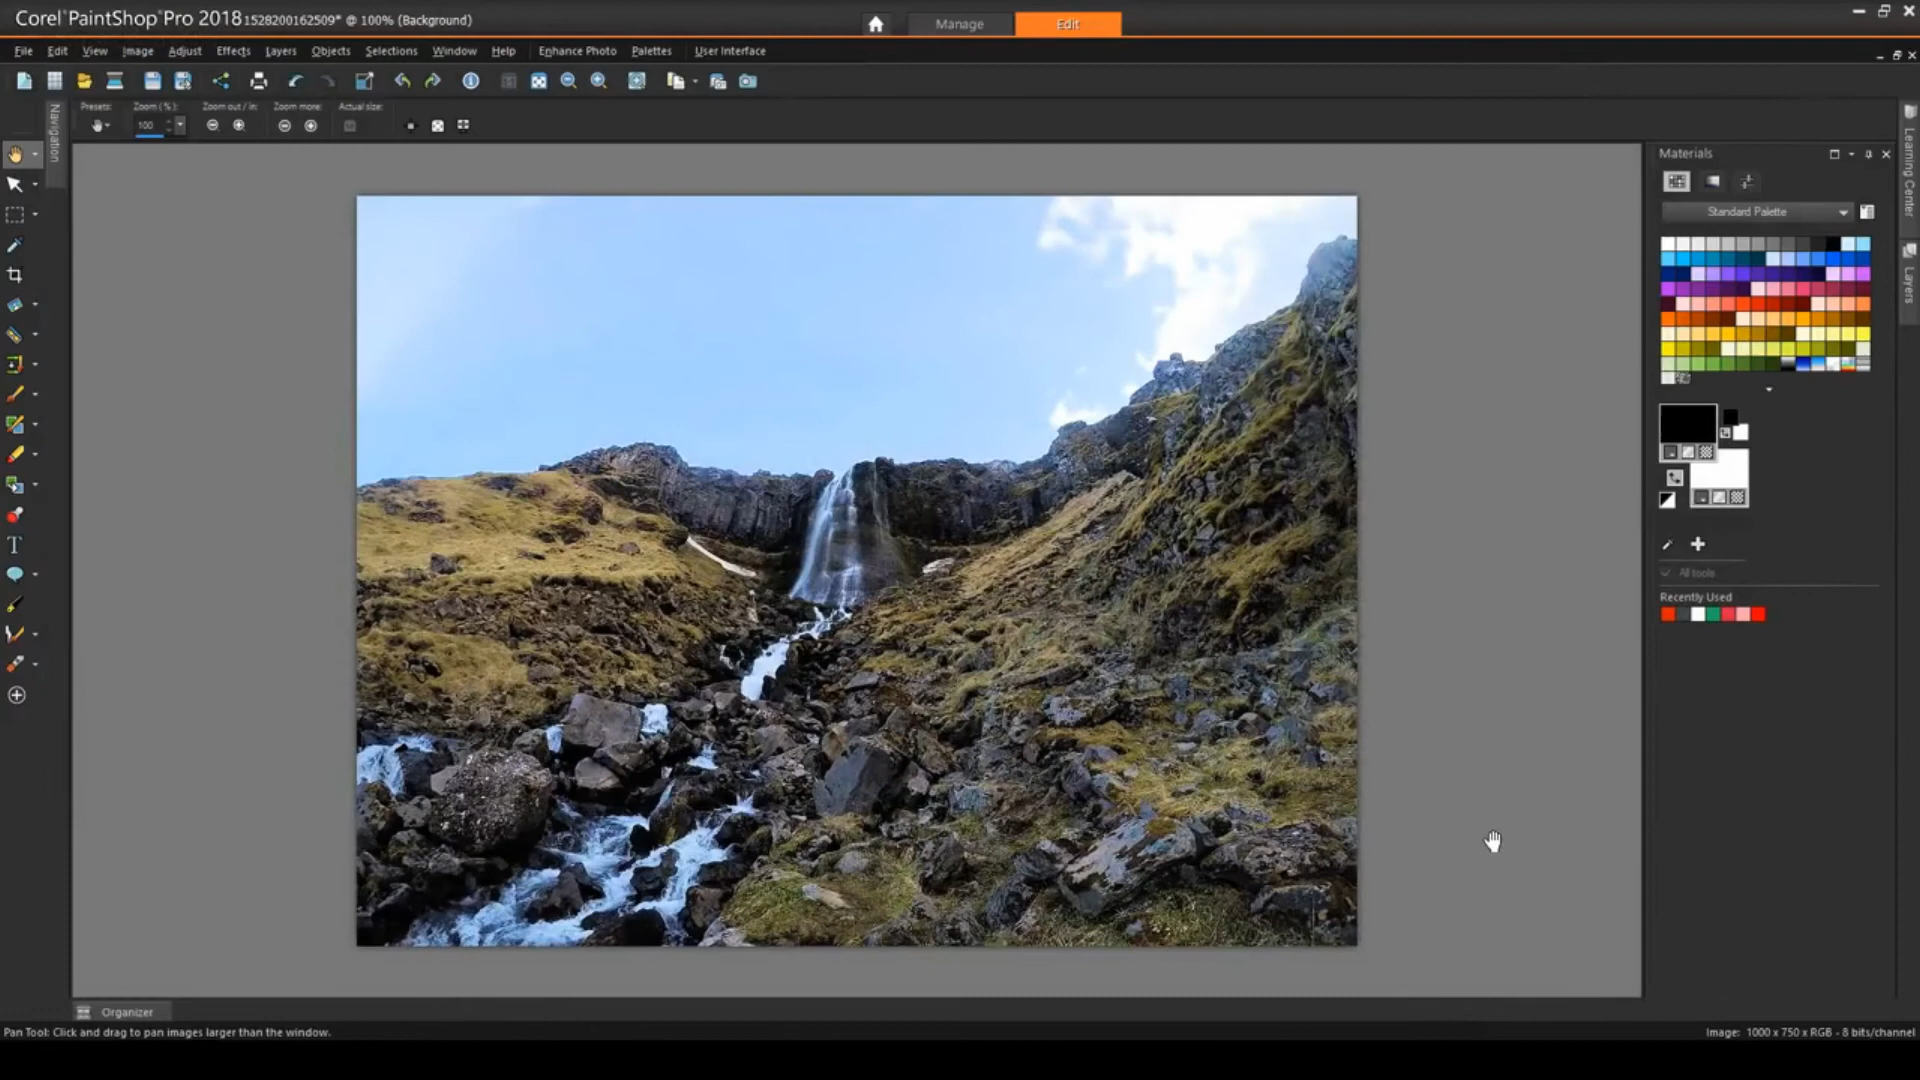 Corel®PaintShop®Pro 2018 1528200162509* @ 100% (Background)
Manage
Edit
File Edit View Image Adjust Effects Layers Objects Selections Window Help Enhance Photo Palettes User Interface
Presets: Zoom (%): Zoom out / in: Zoom more: Actual size:
100
Navigation
Materials
Standard Palette
Learning Center
Layers
All tools
Recently Used
Organizer
Pan Tool: Click and drag to pan images larger than the window.
Image: 1000 x 750 x RGB - 8 bits/channel